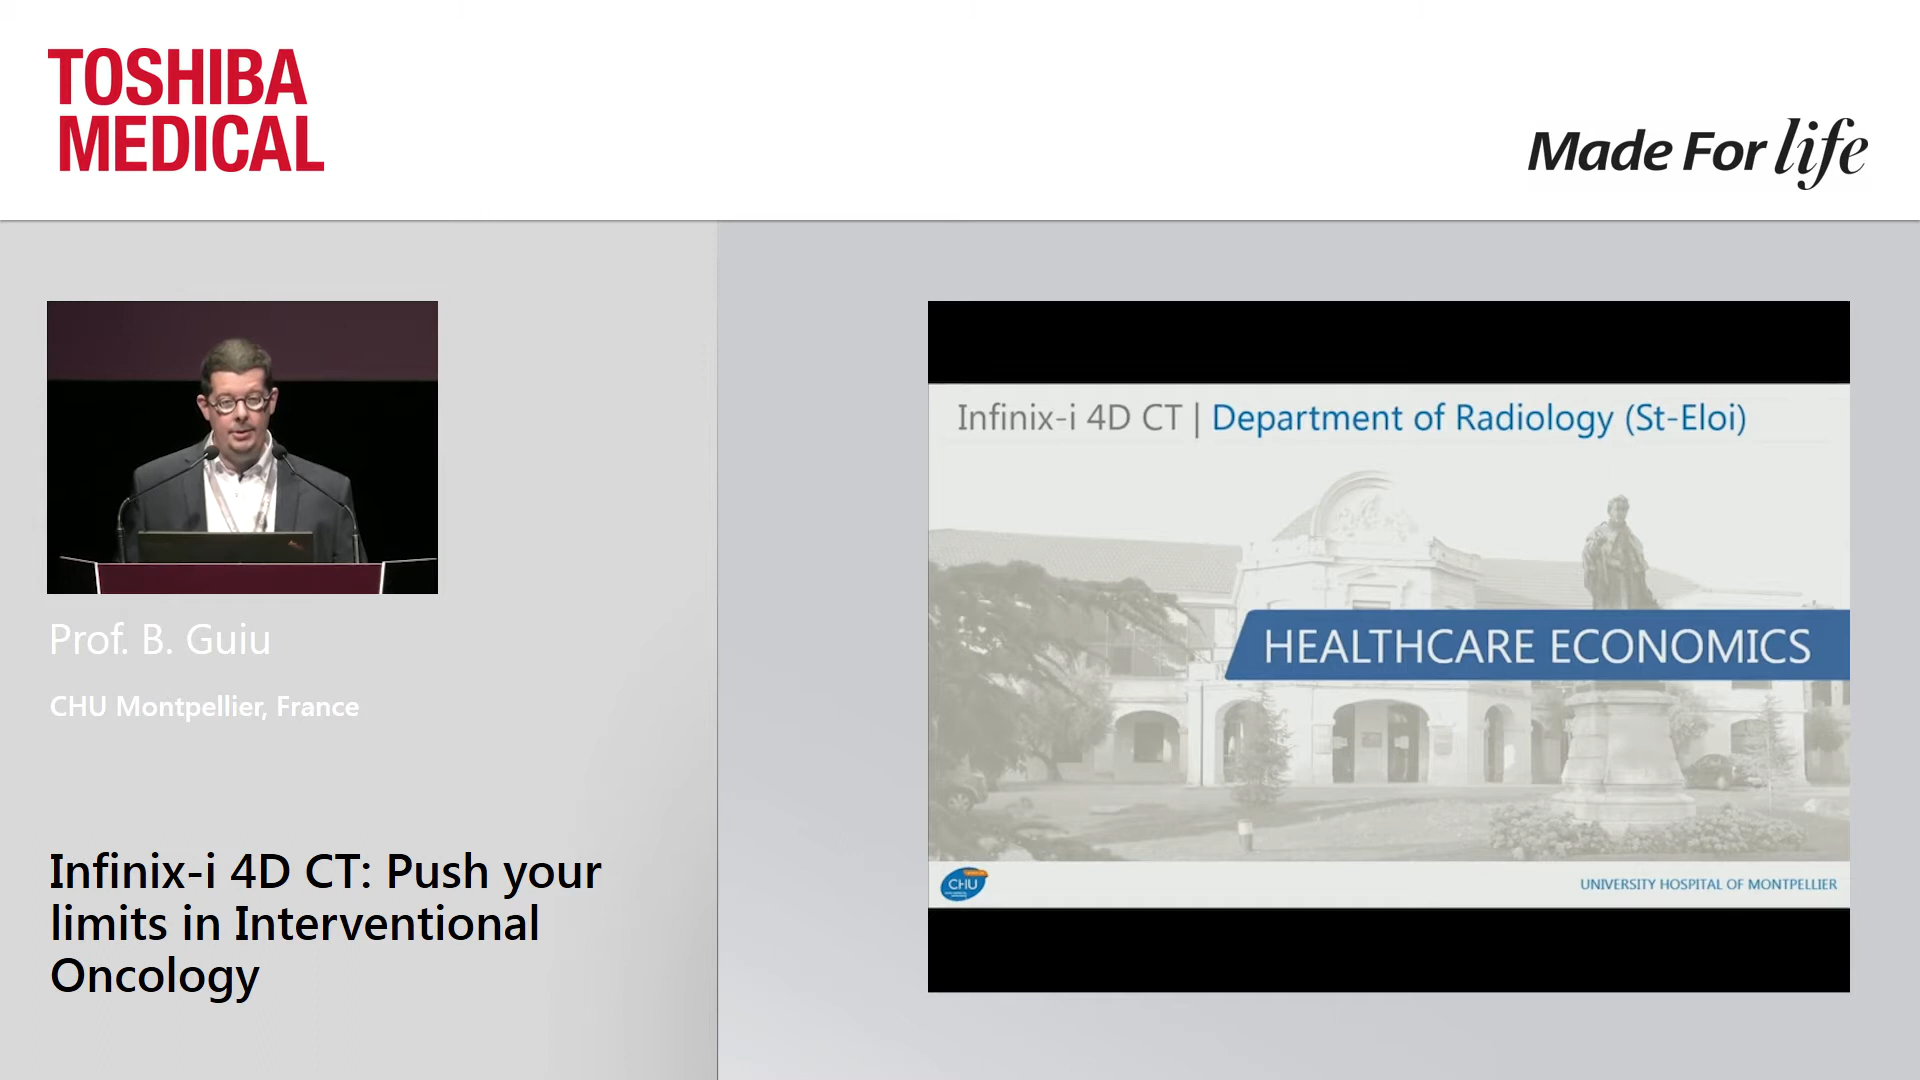 TOSHIBA
MEDICAL
Made For life
Prof. B. Guiu
CHU Montpellier, France
Infinix-i 4D CT: Push your
limits in Interventional
Oncology
Infinix-i 4D CT | Department of Radiology (St-Eloi)
HEALTHCARE ECONOMICS
CHU
UNIVERSITY HOSPITAL OF MONTPELLIER